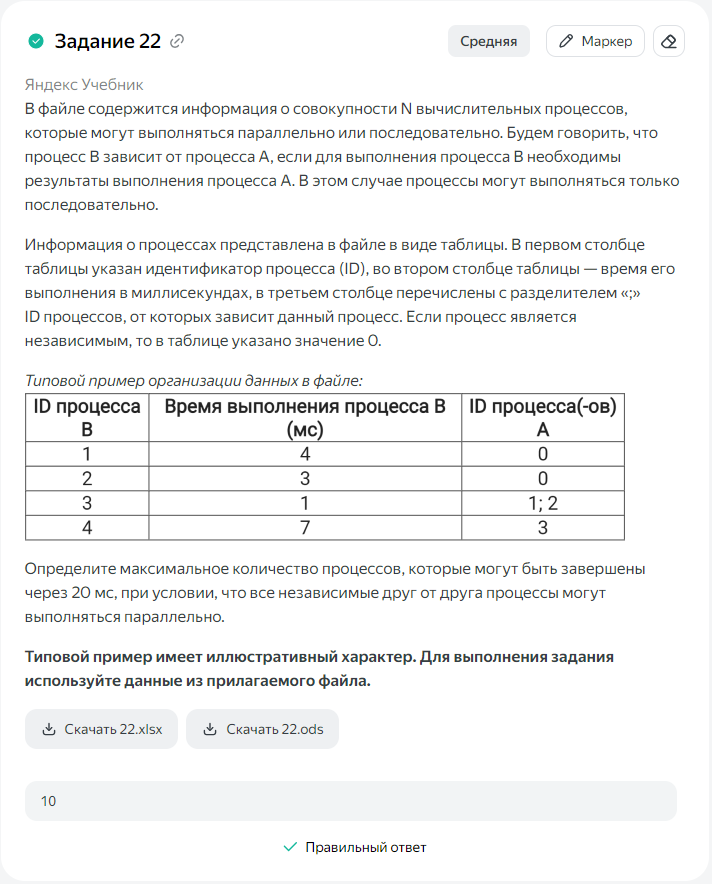 Задание 22
Средняя
Маркер
Яндекс Учебник
В файле содержится информация о совокупности N вычислительных процессов,
которые могут выполняться параллельно или последовательно. Будем говорить, что
процесс B зависит от процесса A, если для выполнения процесса B необходимы
результаты выполнения процесса A. В этом случае процессы могут выполняться только
последовательно.
Информация о процессах представлена в файле в виде таблицы. В первом столбце
таблицы указан идентификатор процесса (ID), во втором столбце таблицы — время его
выполнения в миллисекундах, в третьем столбце перечислены с разделителем «;»
ID процессов, от которых зависит данный процесс. Если процесс является
независимым, то в таблице указано значение 0.
Типовой пример организации данных в файле:
ID процесса B | Время выполнения процесса B (мс) | ID процесса(-ов) A
1 4 0
2 3 0
3 1 1; 2
4 7 3
Определите максимальное количество процессов, которые могут быть завершены
через 20 мс, при условии, что все независимые друг от друга процессы могут
выполняться параллельно.
Типовой пример имеет иллюстративный характер. Для выполнения задания
используйте данные из прилагаемого файла.
Скачать 22.xlsx
Скачать 22.ods
10
Правильный ответ